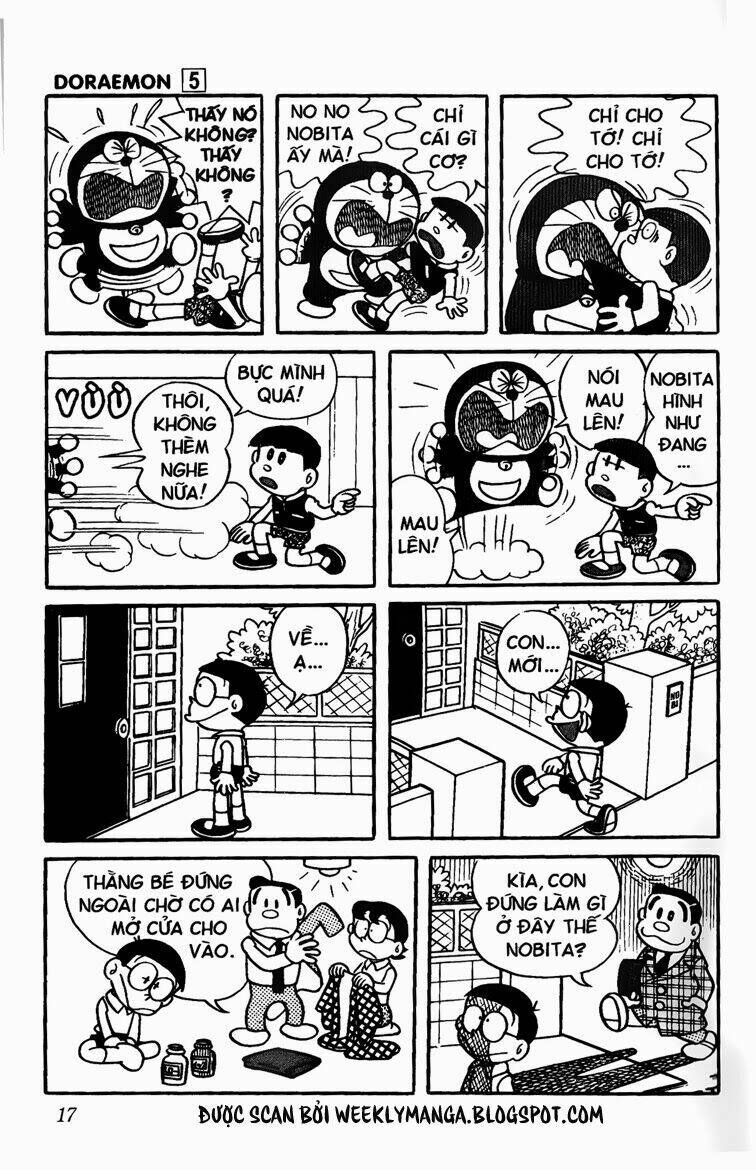 DORAEMON 5
CHỈ CHO
TỚ! CHỈ
CHO TỚ!
CHỈ
CÁI GÌ
CƠ?
NO NO
NOBITA
ẤY MÀ!
THẤY NÓ
KHÔNG?
THẤY
KHÔNG
?
NOBITA
HÌNH
NHƯ
ĐANG
...
NÓI
MAU
LÊN!
MAU
LÊN!
BỰC MÌNH
QUÁ!
THÔI,
KHÔNG
THÈM
NGHE
NỮA!
VÙÙ
CON...
MỚI...
NO
BI
VỀ...
Ạ...
KÌA, CON
ĐỨNG LÀM GÌ
Ở ĐÂY THẾ
NOBITA?
THẰNG BÉ ĐỨNG
NGOÀI CHỜ CÓ AI
MỞ CỬA CHO
VÀO.
17
ĐƯỢC SCAN BỞI WEEKLYMANGA.BLOGSPOT.COM